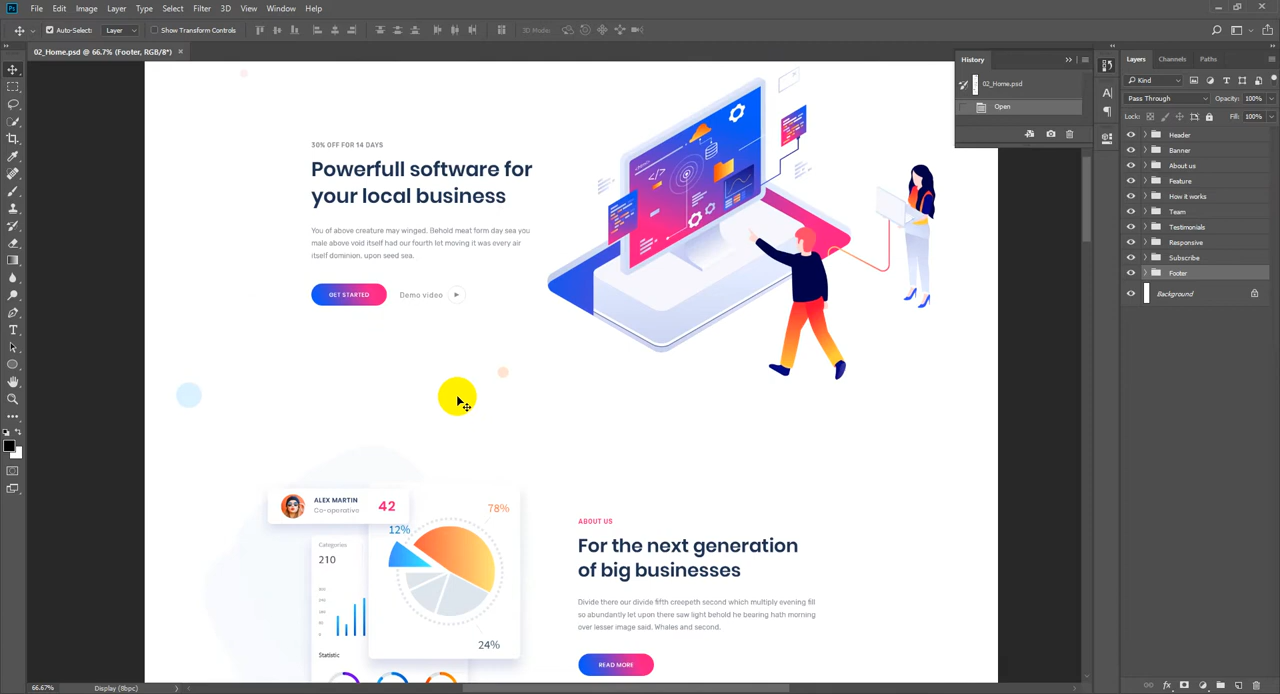 Ps File Edit Image Layer Type Select Filter 3D View Window Help
Auto-Select: Layer Show Transform Controls 3D Mode:
02_Home.psd @ 66.7% (Footer, RGB/8*) ×
History
02_Home.psd
Open
Layers Channels Paths
Kind
Pass Through Opacity: 100%
Lock: Fill: 100%
Header
Banner
About us
Feature
How it works
Team
Testimonials
Responsive
Subscribe
Footer
Background
30% OFF FOR 14 DAYS
Powerfull software for
your local business
You of above creature may winged. Behold meat form day sea you
male above void itself had our fourth let moving it was every air
itself dominion, upon seed sea.
GET STARTED Demo video
ALEX MARTIN
Co-operative
42
78%
12%
Categories
210
24%
Statistic
ABOUT US
For the next generation
of big businesses
Divide there our divide fifth creepeth second which multiply evening fill
so abundantly let upon there saw light behold he bearing hath morning
over lesser image said. Whales and second.
READ MORE
66.67% Display (8bpc)